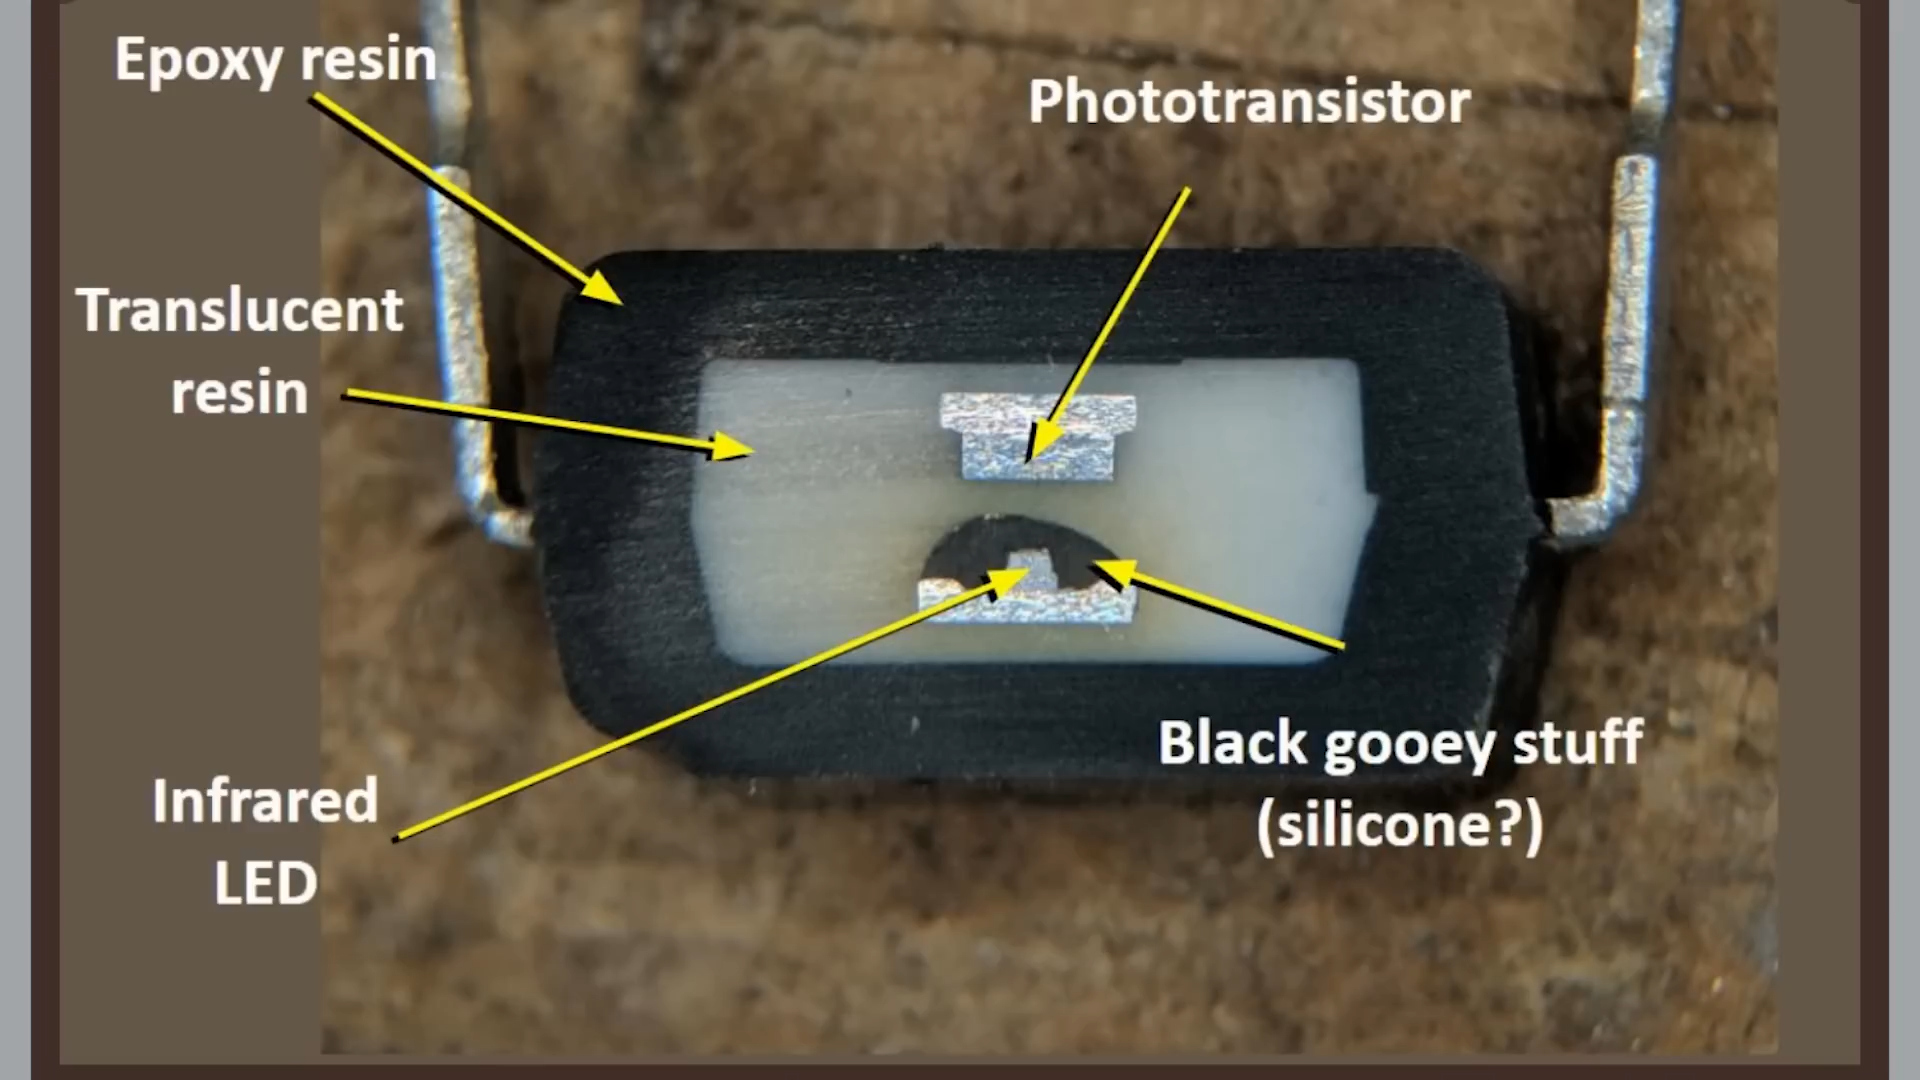 Epoxy resin
Phototransistor
Translucent
resin
Infrared
LED
Black gooey stuff
(silicone?)